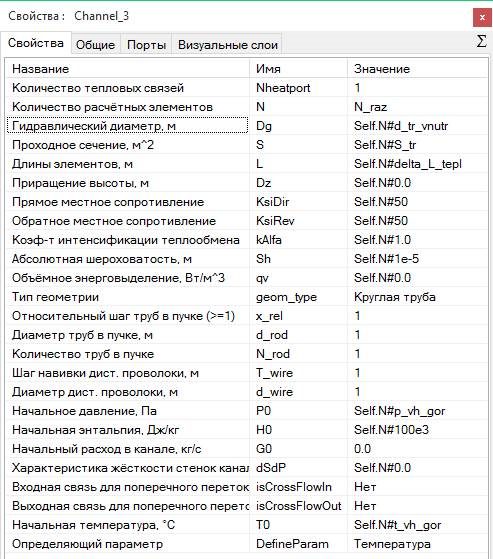 Свойства : Channel_3
Свойства Общие Порты Визуальные слои Σ
Название Имя Значение
Количество тепловых связей Nheatport 1
Количество расчётных элементов N N_raz
Гидравлический диаметр, м Dg Self.N#d_tr_vnutr
Проходное сечение, м^2 S Self.N#S_tr
Длины элементов, м L Self.N#delta_L_tepl
Приращение высоты, м Dz Self.N#0.0
Прямое местное сопротивление KsiDir Self.N#50
Обратное местное сопротивление KsiRev Self.N#50
Коэф-т интенсификации теплообмена kAlfa Self.N#1.0
Абсолютная шероховатость, м Sh Self.N#1e-5
Объёмное энерговыделение, Вт/м^3 qv Self.N#0.0
Тип геометрии geom_type Круглая труба
Относительный шаг труб в пучке (>=1) x_rel 1
Диаметр труб в пучке, м d_rod 1
Количество труб в пучке N_rod 1
Шаг навивки дист. проволоки, м T_wire 1
Диаметр дист. проволоки, м d_wire 1
Начальное давление, Па P0 Self.N#p_vh_gor
Начальная энтальпия, Дж/кг H0 Self.N#100e3
Начальный расход в канале, кг/с G0 0.0
Характеристика жёсткости стенок канал dSdP Self.N#0.0
Входная связь для поперечного переток isCrossFlowIn Нет
Выходная связь для поперечного переток isCrossFlowOut Нет
Начальная температура, °C T0 Self.N#t_vh_gor
Определяющий параметр DefineParam Температура